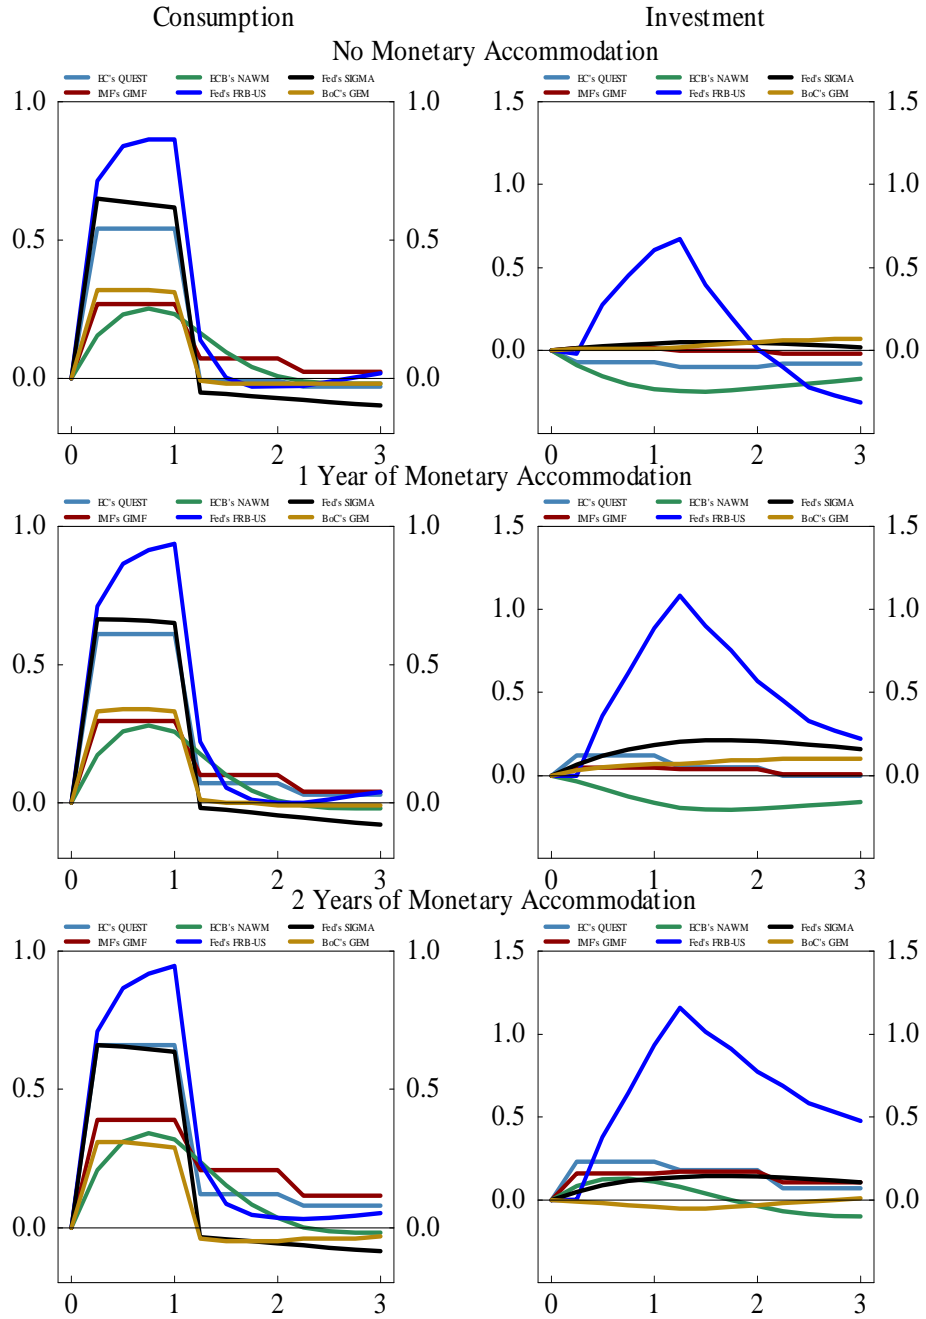 Consumption Investment
No Monetary Accommodation
EC's QUEST ECB's NAWM Fed's SIGMA EC's QUEST ECB's NAWM Fed's SIGMA
IMF's GIMF Fed's FRB-US BoC's GEM IMF's GIMF Fed's FRB-US BoC's GEM
1.0 1.0 1.5 1.5
1.0 1.0
0.5 0.5
0.5 0.5
0.0 0.0
0.0 0.0
0 1 2 3 0 1 2 3
1 Year of Monetary Accommodation
EC's QUEST ECB's NAWM Fed's SIGMA EC's QUEST ECB's NAWM Fed's SIGMA
IMF's GIMF Fed's FRB-US BoC's GEM IMF's GIMF Fed's FRB-US BoC's GEM
1.0 1.0 1.5 1.5
1.0 1.0
0.5 0.5
0.5 0.5
0.0 0.0
0.0 0.0
0 1 2 3 0 1 2 3
2 Years of Monetary Accommodation
EC's QUEST ECB's NAWM Fed's SIGMA EC's QUEST ECB's NAWM Fed's SIGMA
IMF's GIMF Fed's FRB-US BoC's GEM IMF's GIMF Fed's FRB-US BoC's GEM
1.0 1.0 1.5 1.5
1.0 1.0
0.5 0.5
0.5 0.5
0.0 0.0
0.0 0.0
0 1 2 3 0 1 2 3